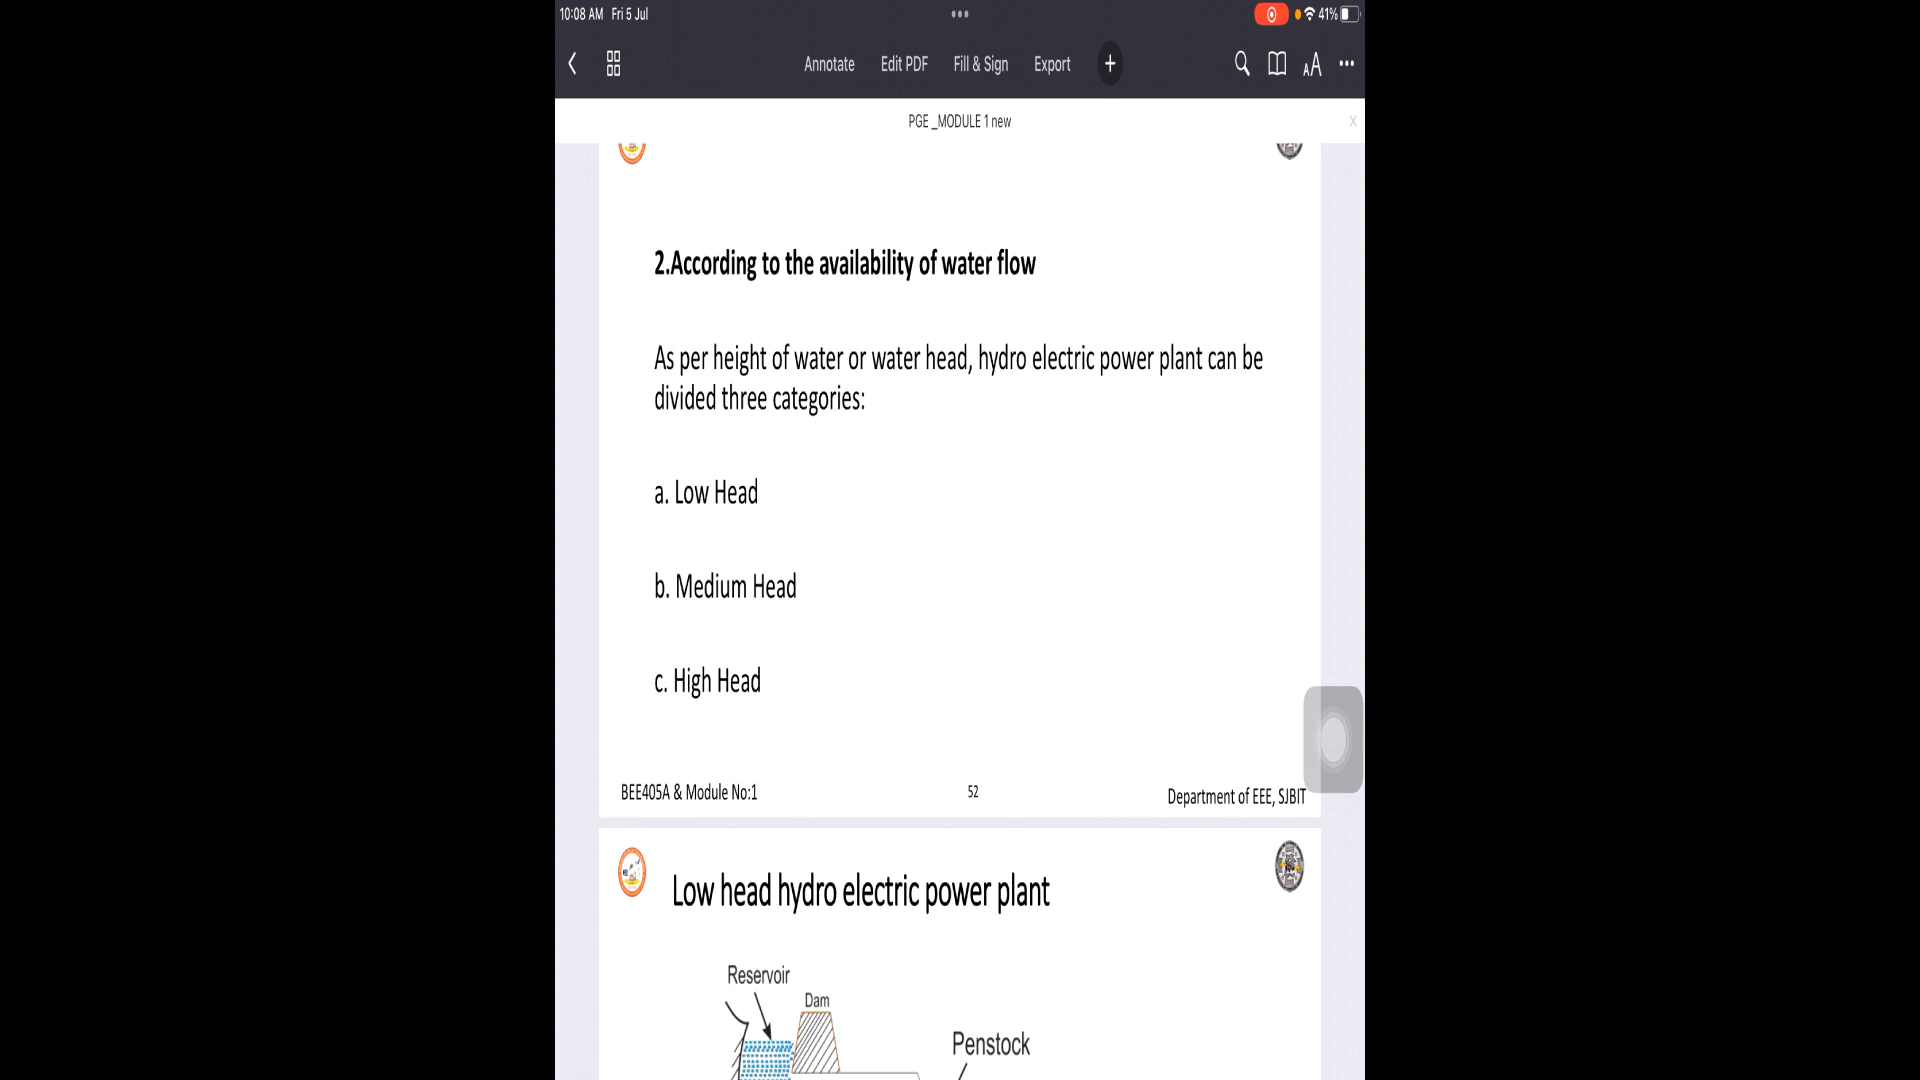 10:08 AM Fri 5 Jul
41%
Annotate Edit PDF Fill & Sign Export
AA
PGE _MODULE 1 new
2.According to the availability of water flow
As per height of water or water head, hydro electric power plant can be
divided three categories:
a. Low Head
b. Medium Head
c. High Head
BEE405A & Module No:1 52 Department of EEE, SJBIT
Low head hydro electric power plant
Reservoir
Dam
Penstock